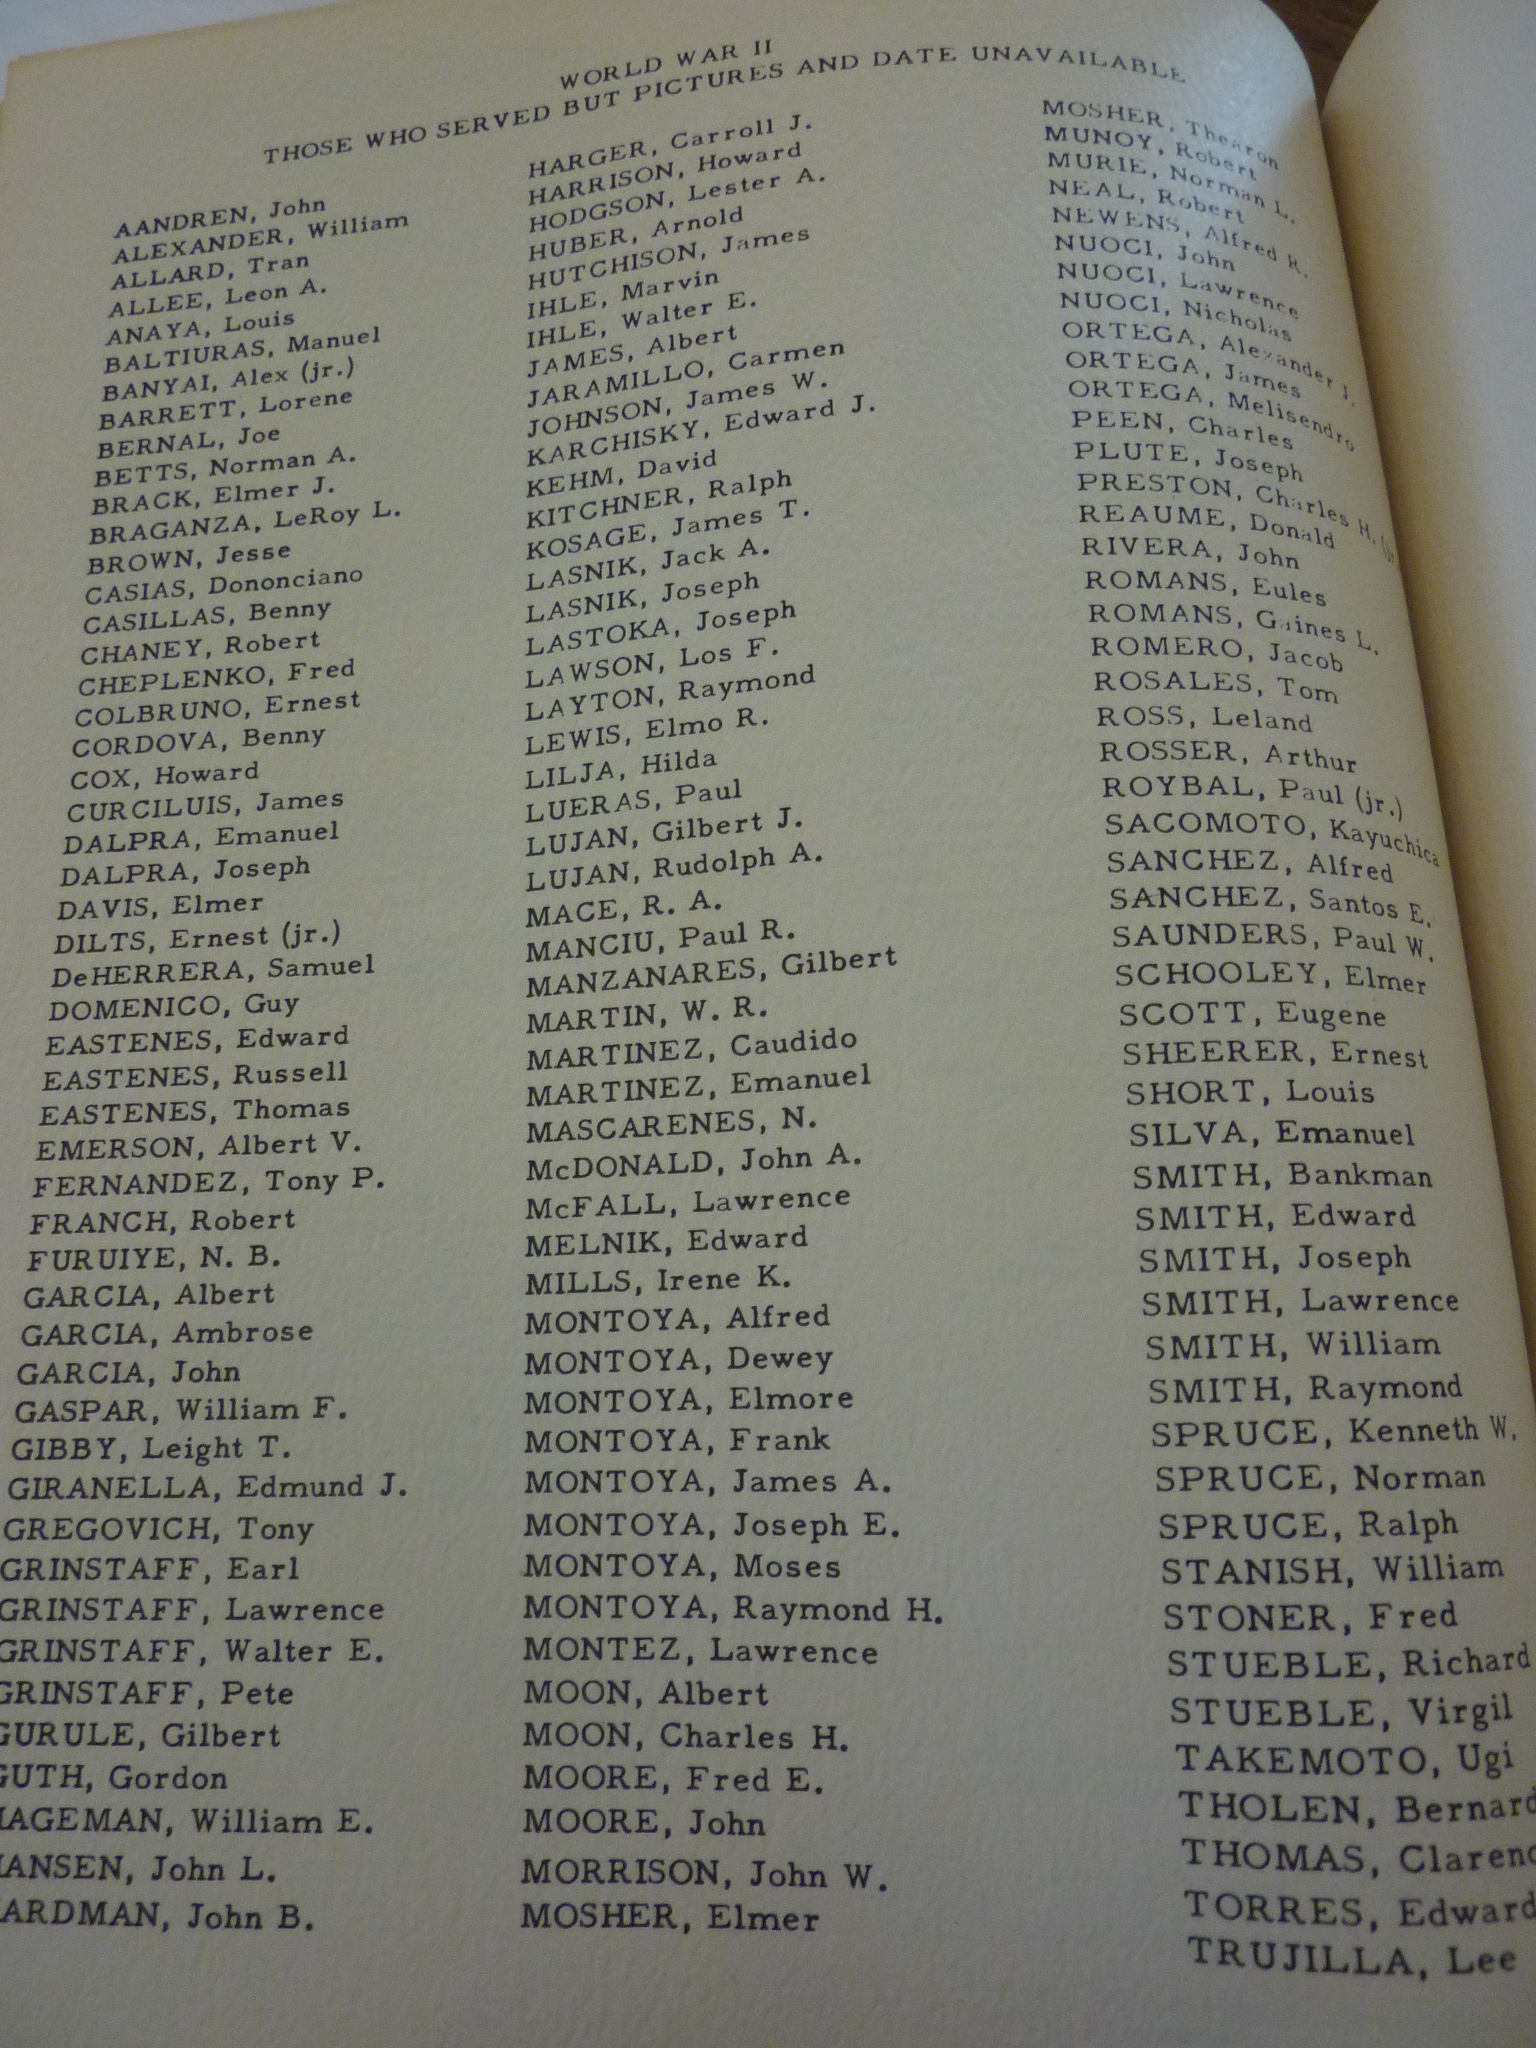 WORLD WAR II
THOSE WHO SERVED BUT PICTURES AND DATE UNAVAILABLE
AANDREN, John
ALEXANDER, William
ALLARD, Tran
ALLEE, Leon A.
ANAYA, Louis
BALTIURAS, Manuel
BANYAI, Alex (jr.)
BARRETT, Lorene
BERNAL, Joe
BETTS, Norman A.
BRACK, Elmer J.
BRAGANZA, LeRoy L.
BROWN, Jesse
CASIAS, Dononciano
CASILLAS, Benny
CHANEY, Robert
CHEPLENKO, Fred
COLBRUNO, Ernest
CORDOVA, Benny
COX, Howard
CURCILUIS, James
DALPRA, Emanuel
DALPRA, Joseph
DAVIS, Elmer
DILTS, Ernest (jr.)
DeHERRERA, Samuel
DOMENICO, Guy
EASTENES, Edward
EASTENES, Russell
EASTENES, Thomas
EMERSON, Albert V.
FERNANDEZ, Tony P.
FRANCH, Robert
FURUIYE, N. B.
GARCIA, Albert
GARCIA, Ambrose
GARCIA, John
GASPAR, William F.
GIBBY, Leight T.
GIRANELLA, Edmund J.
GREGOVICH, Tony
GRINSTAFF, Earl
GRINSTAFF, Lawrence
GRINSTAFF, Walter E.
GRINSTAFF, Pete
GURULE, Gilbert
GUTH, Gordon
HAGEMAN, William E.
HANSEN, John L.
HARDMAN, John B.
HARGER, Carroll J.
HARRISON, Howard
HODGSON, Lester A.
HUBER, Arnold
HUTCHISON, James
IHLE, Marvin
IHLE, Walter E.
JAMES, Albert
JARAMILLO, Carmen
JOHNSON, James W.
KARCHISKY, Edward J.
KEHM, David
KITCHNER, Ralph
KOSAGE, James T.
LASNIK, Jack A.
LASNIK, Joseph
LASTOKA, Joseph
LAWSON, Los F.
LAYTON, Raymond
LEWIS, Elmo R.
LILJA, Hilda
LUERAS, Paul
LUJAN, Gilbert J.
LUJAN, Rudolph A.
MACE, R. A.
MANCIU, Paul R.
MANZANARES, Gilbert
MARTIN, W. R.
MARTINEZ, Caudido
MARTINEZ, Emanuel
MASCARENES, N.
McDONALD, John A.
McFALL, Lawrence
MELNIK, Edward
MILLS, Irene K.
MONTOYA, Alfred
MONTOYA, Dewey
MONTOYA, Elmore
MONTOYA, Frank
MONTOYA, James A.
MONTOYA, Joseph E.
MONTOYA, Moses
MONTOYA, Raymond H.
MONTEZ, Lawrence
MOON, Albert
MOON, Charles H.
MOORE, Fred E.
MOORE, John
MORRISON, John W.
MOSHER, Elmer
MOSHER, Thearon
MUNOY, Robert
MURIE, Norman L.
NEAL, Robert
NEWENS, Alfred R.
NUOCI, John
NUOCI, Lawrence
NUOCI, Nicholas
ORTEGA, Alexander J.
ORTEGA, James
ORTEGA, Melisendro
PEEN, Charles
PLUTE, Joseph
PRESTON, Charles H.
REAUME, Donald
RIVERA, John
ROMANS, Eules
ROMANS, Gaines L.
ROMERO, Jacob
ROSALES, Tom
ROSS, Leland
ROSSER, Arthur
ROYBAL, Paul (jr.)
SACOMOTO, Kayuchica
SANCHEZ, Alfred
SANCHEZ, Santos E.
SAUNDERS, Paul W.
SCHOOLEY, Elmer
SCOTT, Eugene
SHEERER, Ernest
SHORT, Louis
SILVA, Emanuel
SMITH, Bankman
SMITH, Edward
SMITH, Joseph
SMITH, Lawrence
SMITH, William
SMITH, Raymond
SPRUCE, Kenneth W.
SPRUCE, Norman
SPRUCE, Ralph
STANISH, William
STONER, Fred
STUEBLE, Richard
STUEBLE, Virgil
TAKEMOTO, Ugi
THOLEN, Bernard
THOMAS, Clarenc
TORRES, Edward
TRUJILLA, Lee